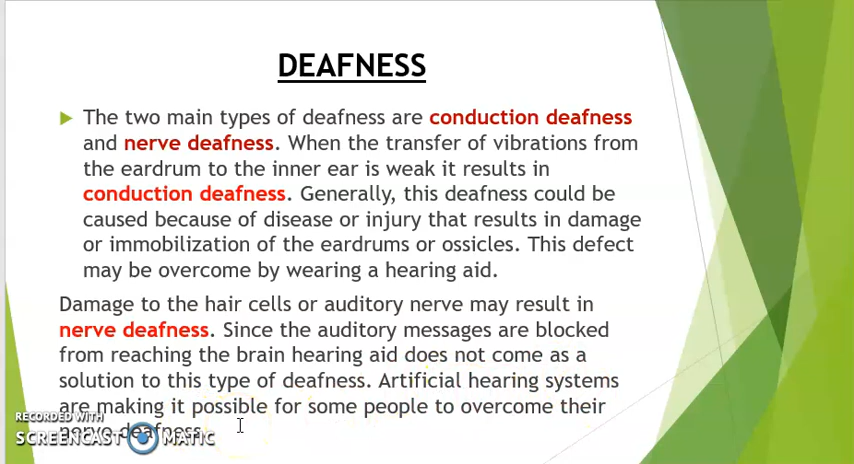 DEAFNESS
The two main types of deafness are conduction deafness
and nerve deafness. When the transfer of vibrations from
the eardrum to the inner ear is weak it results in
conduction deafness. Generally, this deafness could be
caused because of disease or injury that results in damage
or immobilization of the eardrums or ossicles. This defect
may be overcome by wearing a hearing aid.
Damage to the hair cells or auditory nerve may result in
nerve deafness. Since the auditory messages are blocked
from reaching the brain hearing aid does not come as a
solution to this type of deafness. Artificial hearing systems
are making it possible for some people to overcome their
nerve deafness.
RECORDED WITH
SCREENCAST MATIC